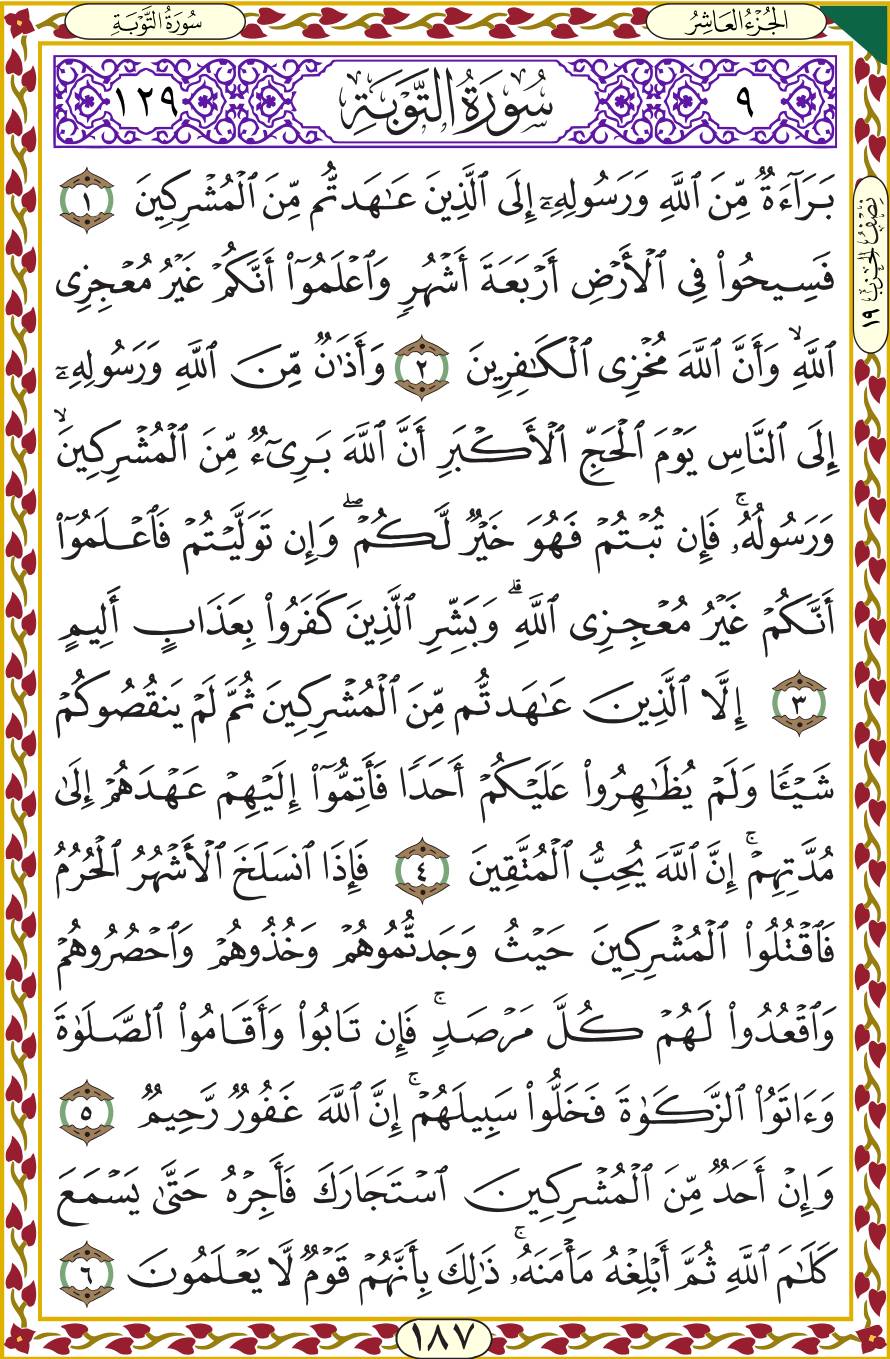 الجُزْءُ العَاشِرُ
سُورَةُ التَّوْبَةِ
٩
سُورَةُ التَّوْبَةِ
١٢٩
بَرَآءَةٌ مِّنَ ٱللَّهِ وَرَسُولِهِۦٓ إِلَى ٱلَّذِينَ عَـٰهَدتُّم مِّنَ ٱلْمُشْرِكِينَ ١
فَسِيحُوا۟ فِى ٱلْأَرْضِ أَرْبَعَةَ أَشْهُرٍ وَٱعْلَمُوٓا۟ أَنَّكُمْ غَيْرُ مُعْجِزِى
ٱللَّهِ ۙ وَأَنَّ ٱللَّهَ مُخْزِى ٱلْكَـٰفِرِينَ ٢ وَأَذَٰنٌ مِّنَ ٱللَّهِ وَرَسُولِهِۦٓ
إِلَى ٱلنَّاسِ يَوْمَ ٱلْحَجِّ ٱلْأَكْبَرِ أَنَّ ٱللَّهَ بَرِىٓءٌ مِّنَ ٱلْمُشْرِكِينَ ۙ
وَرَسُولُهُۥ ۚ فَإِن تُبْتُمْ فَهُوَ خَيْرٌ لَّكُمْ ۖ وَإِن تَوَلَّيْتُمْ فَٱعْلَمُوٓا۟
أَنَّكُمْ غَيْرُ مُعْجِزِى ٱللَّهِ ۗ وَبَشِّرِ ٱلَّذِينَ كَفَرُوا۟ بِعَذَابٍ أَلِيمٍ
٣ إِلَّا ٱلَّذِينَ عَـٰهَدتُّم مِّنَ ٱلْمُشْرِكِينَ ثُمَّ لَمْ يَنقُصُوكُمْ
شَيْـًٔا وَلَمْ يُظَـٰهِرُوا۟ عَلَيْكُمْ أَحَدًا فَأَتِمُّوٓا۟ إِلَيْهِمْ عَهْدَهُمْ إِلَىٰ
مُدَّتِهِمْ ۚ إِنَّ ٱللَّهَ يُحِبُّ ٱلْمُتَّقِينَ ٤ فَإِذَا ٱنسَلَخَ ٱلْأَشْهُرُ ٱلْحُرُمُ
فَٱقْتُلُوا۟ ٱلْمُشْرِكِينَ حَيْثُ وَجَدتُّمُوهُمْ وَخُذُوهُمْ وَٱحْصُرُوهُمْ
وَٱقْعُدُوا۟ لَهُمْ كُلَّ مَرْصَدٍ ۚ فَإِن تَابُوا۟ وَأَقَامُوا۟ ٱلصَّلَوٰةَ
وَءَاتَوُا۟ ٱلزَّكَوٰةَ فَخَلُّوا۟ سَبِيلَهُمْ ۚ إِنَّ ٱللَّهَ غَفُورٌ رَّحِيمٌ ٥
وَإِنْ أَحَدٌ مِّنَ ٱلْمُشْرِكِينَ ٱسْتَجَارَكَ فَأَجِرْهُ حَتَّىٰ يَسْمَعَ
كَلَـٰمَ ٱللَّهِ ثُمَّ أَبْلِغْهُ مَأْمَنَهُۥ ۚ ذَٰلِكَ بِأَنَّهُمْ قَوْمٌ لَّا يَعْلَمُونَ ٦
نِصْفُ الحِزْبِ ١٩
١٨٧